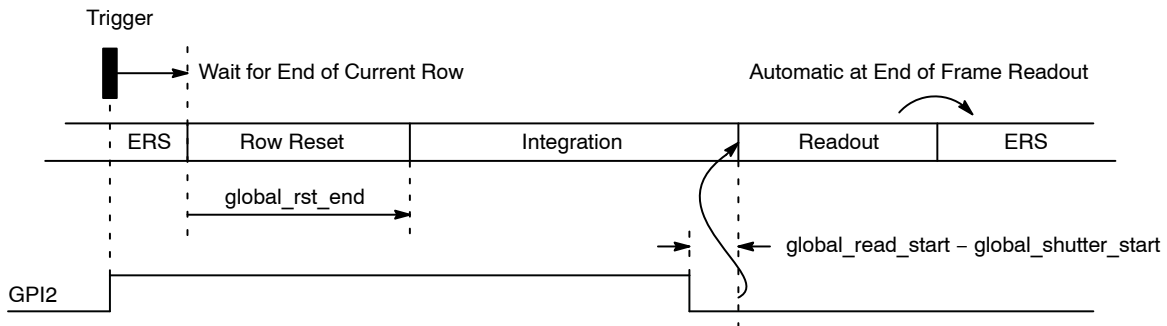 Trigger
Wait for End of Current Row
Automatic at End of Frame Readout
ERS
Row Reset
Integration
Readout
ERS
global_rst_end
global_read_start − global_shutter_start
GPI2